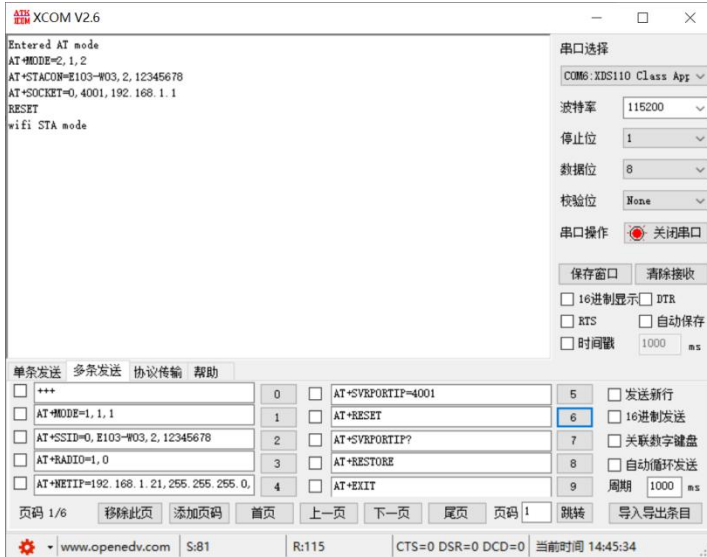 ATK XCOM XCOM V2.6
Entered AT mode
AT+MODE=2,1,2
AT+STACON=E103-W03,2,12345678
AT+SOCKET=0,4001,192.168.1.1
RESET
wifi STA mode
串口选择
COM6:XDS110 Class App
波特率 115200
停止位 1
数据位 8
校验位 None
串口操作 关闭串口
保存窗口 清除接收
16进制显示 DTR
RTS 自动保存
时间戳 1000 ms
单条发送 多条发送 协议传输 帮助
+++ 0 AT+SVRPORTIP=4001 5 发送新行
AT+MODE=1,1,1 1 AT+RESET 6 16进制发送
AT+SSID=0,E103-W03,2,12345678 2 AT+SVRPORTIP? 7 关联数字键盘
AT+RADIO=1,0 3 AT+RESTORE 8 自动循环发送
AT+NETIP=192.168.1.21,255.255.255.0, 4 AT+EXIT 9 周期 1000 ms
页码 1/6 移除此页 添加页码 首页 上一页 下一页 尾页 页码 1 跳转 导入导出条目
www.openedv.com S:81 R:115 CTS=0 DSR=0 DCD=0 当前时间 14:45:34